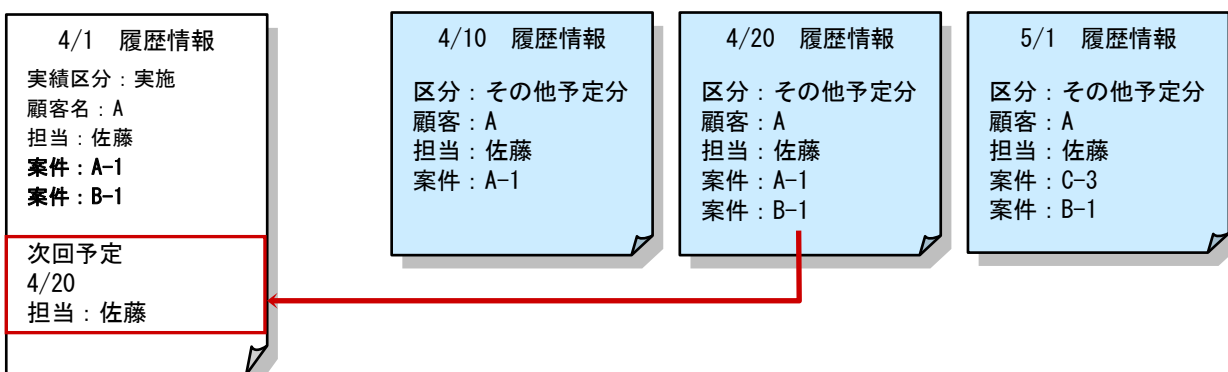 4/1 履歴情報
実績区分：実施
顧客名：A
担当：佐藤
案件：A-1
案件：B-1
次回予定
4/20
担当：佐藤
4/10 履歴情報
区分：その他予定分
顧客：A
担当：佐藤
案件：A-1
4/20 履歴情報
区分：その他予定分
顧客：A
担当：佐藤
案件：A-1
案件：B-1
5/1 履歴情報
区分：その他予定分
顧客：A
担当：佐藤
案件：C-3
案件：B-1